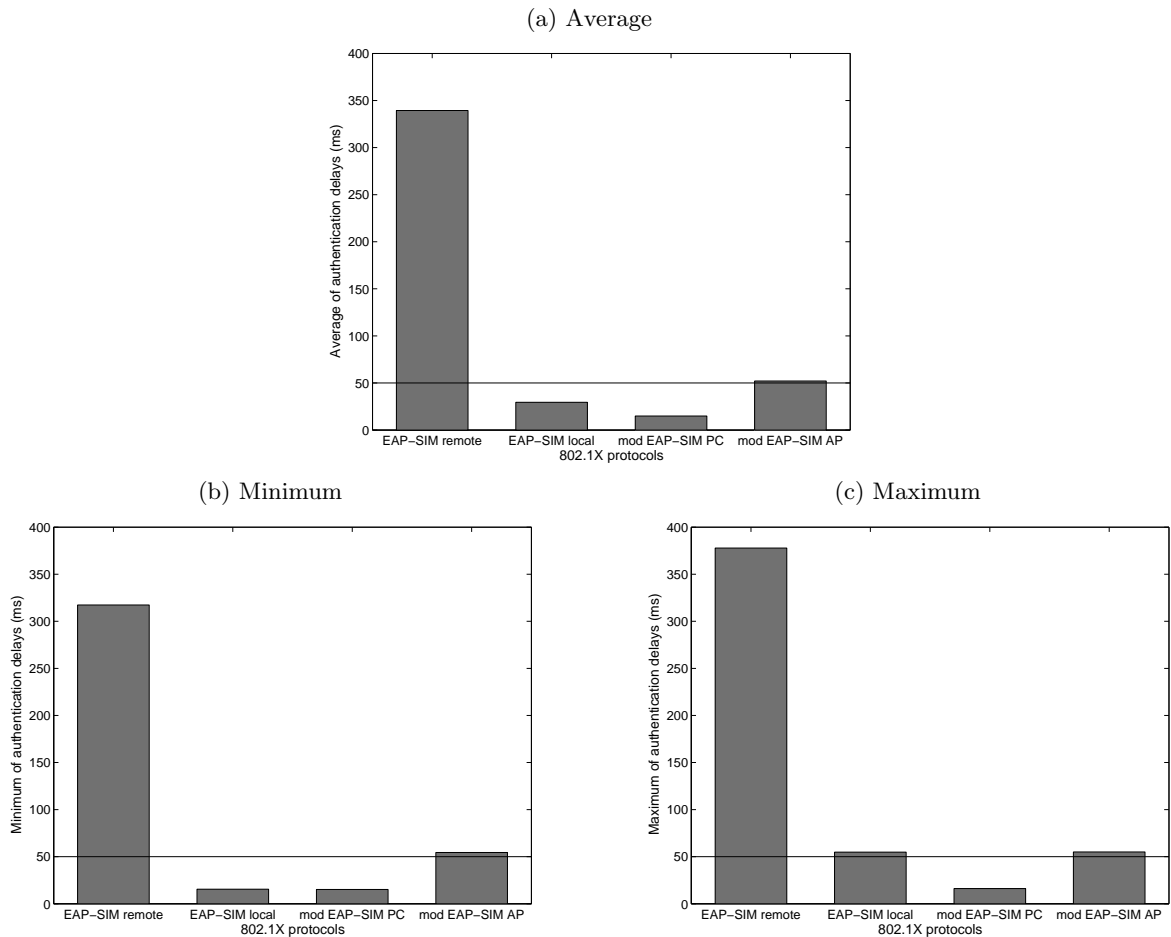 (a) Average
400
350
300
250
200
150
100
50
0
Average of authentication delays (ms)
EAP−SIM remote EAP−SIM local mod EAP−SIM PC mod EAP−SIM AP
802.1X protocols
(b) Minimum
400
350
300
250
200
150
100
50
0
Minimum of authentication delays (ms)
EAP−SIM remote EAP−SIM local mod EAP−SIM PC mod EAP−SIM AP
802.1X protocols
(c) Maximum
400
350
300
250
200
150
100
50
0
Maximum of authentication delays (ms)
EAP−SIM remote EAP−SIM local mod EAP−SIM PC mod EAP−SIM AP
802.1X protocols